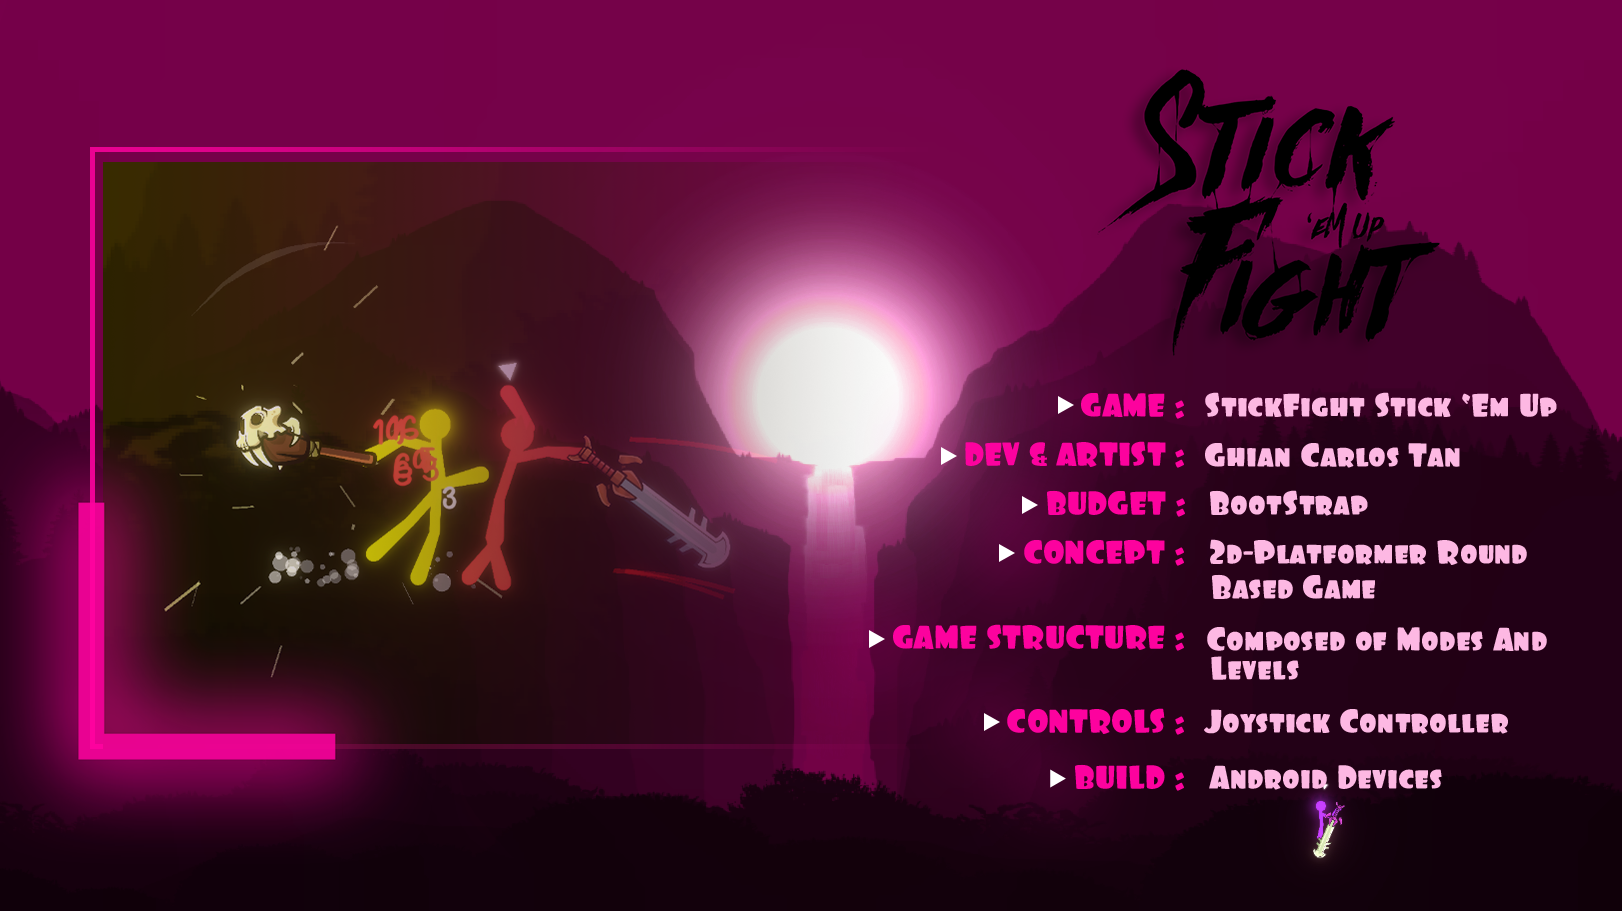 STICK
'EM UP
FIGHT
GAME : STICKFIGHT STICK 'EM UP
DEV & ARTIST : GHIAN CARLOS TAN
BUDGET : BOOTSTRAP
CONCEPT : 2D-PLATFORMER ROUND
BASED GAME
GAME STRUCTURE : COMPOSED OF MODES AND
LEVELS
CONTROLS : JOYSTICK CONTROLLER
BUILD : ANDROID DEVICES
3